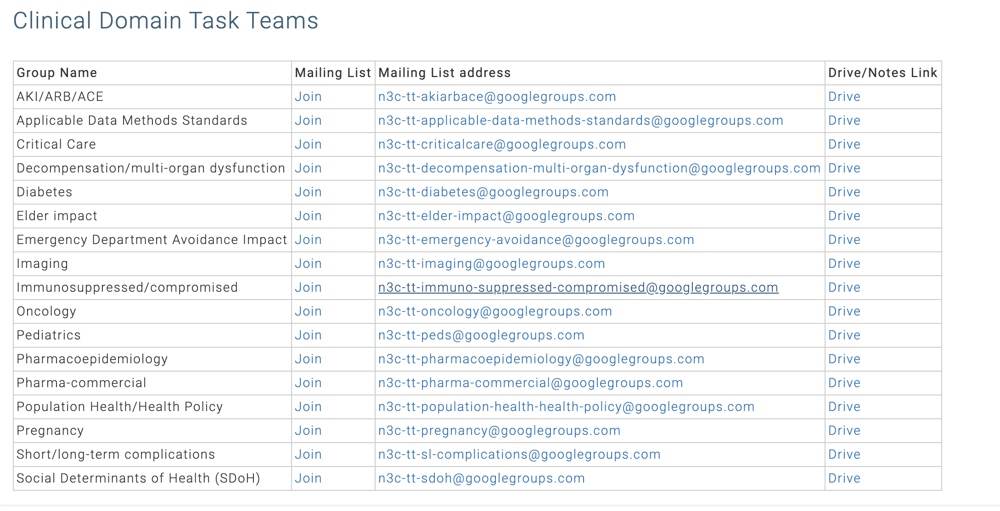 Clinical Domain Task Teams
Group Name Mailing List Mailing List address Drive/Notes Link
AKI/ARB/ACE Join n3c-tt-akiarbace@googlegroups.com Drive
Applicable Data Methods Standards Join n3c-tt-applicable-data-methods-standards@googlegroups.com Drive
Critical Care Join n3c-tt-criticalcare@googlegroups.com Drive
Decompensation/multi-organ dysfunction Join n3c-tt-decompensation-multi-organ-dysfunction@googlegroups.com Drive
Diabetes Join n3c-tt-diabetes@googlegroups.com Drive
Elder impact Join n3c-tt-elder-impact@googlegroups.com Drive
Emergency Department Avoidance Impact Join n3c-tt-emergency-avoidance@googlegroups.com Drive
Imaging Join n3c-tt-imaging@googlegroups.com Drive
Immunosuppressed/compromised Join n3c-tt-immuno-suppressed-compromised@googlegroups.com Drive
Oncology Join n3c-tt-oncology@googlegroups.com Drive
Pediatrics Join n3c-tt-peds@googlegroups.com Drive
Pharmacoepidemiology Join n3c-tt-pharmacoepidemiology@googlegroups.com Drive
Pharma-commercial Join n3c-tt-pharma-commercial@googlegroups.com Drive
Population Health/Health Policy Join n3c-tt-population-health-health-policy@googlegroups.com Drive
Pregnancy Join n3c-tt-pregnancy@googlegroups.com Drive
Short/long-term complications Join n3c-tt-sl-complications@googlegroups.com Drive
Social Determinants of Health (SDoH) Join n3c-tt-sdoh@googlegroups.com Drive